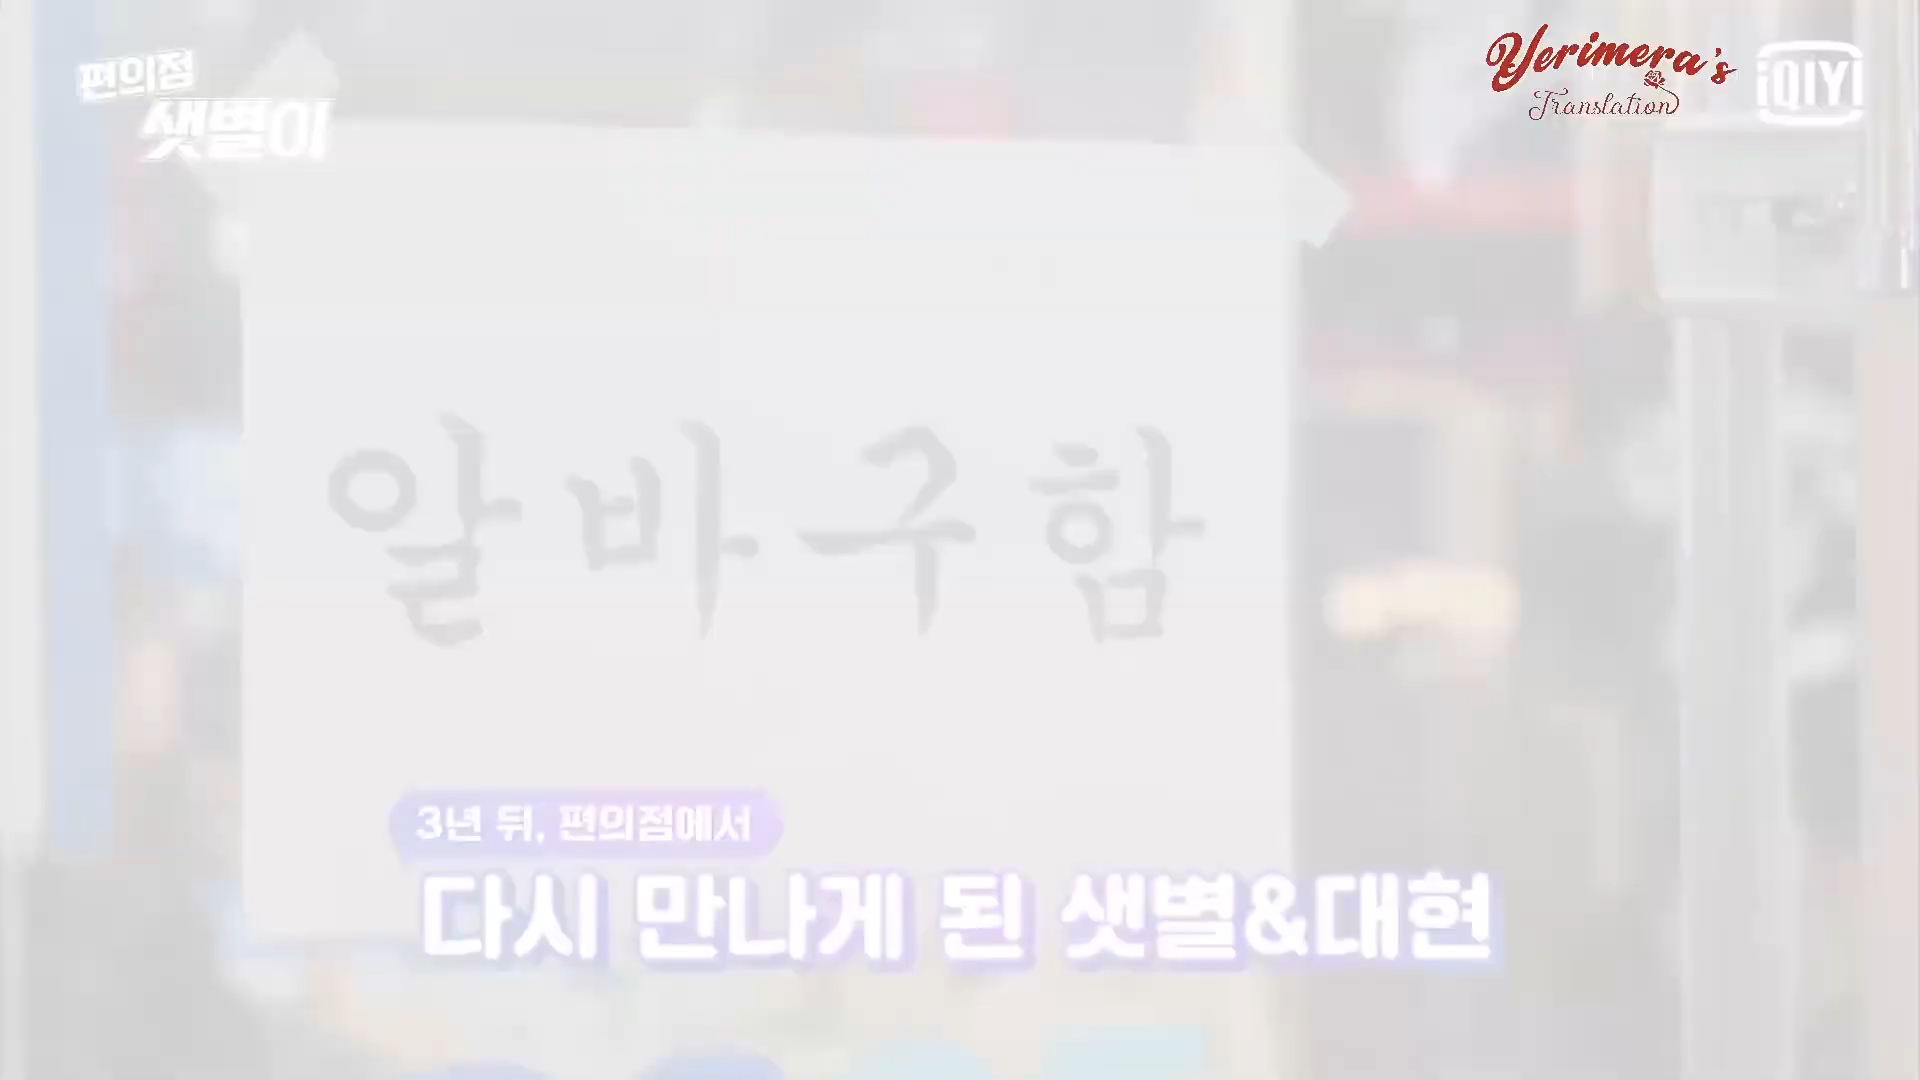 편의점
샛별이
Yerimera's
Translation
iQIYI
알바구함
3년 뒤, 편의점에서
다시 만나게 된 샛별&대현